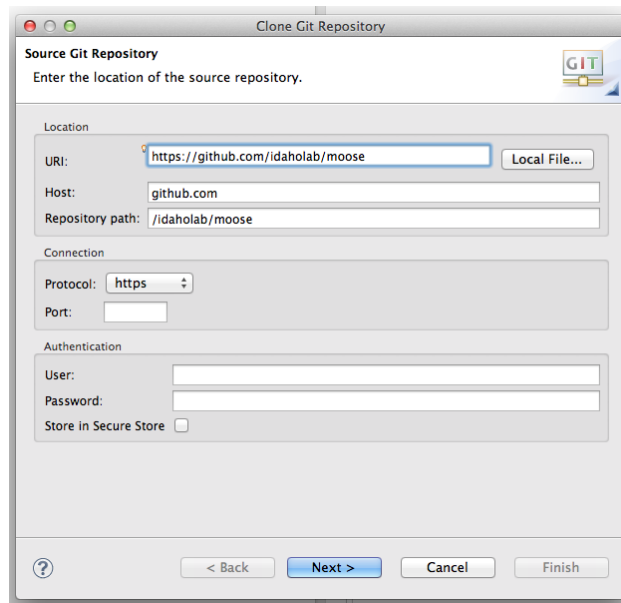 Clone Git Repository
Source Git Repository
Enter the location of the source repository.
GIT
Location
URI: https://github.com/idaholab/moose Local File...
Host: github.com
Repository path: /idaholab/moose
Connection
Protocol: https
Port:
Authentication
User:
Password:
Store in Secure Store
? < Back Next > Cancel Finish